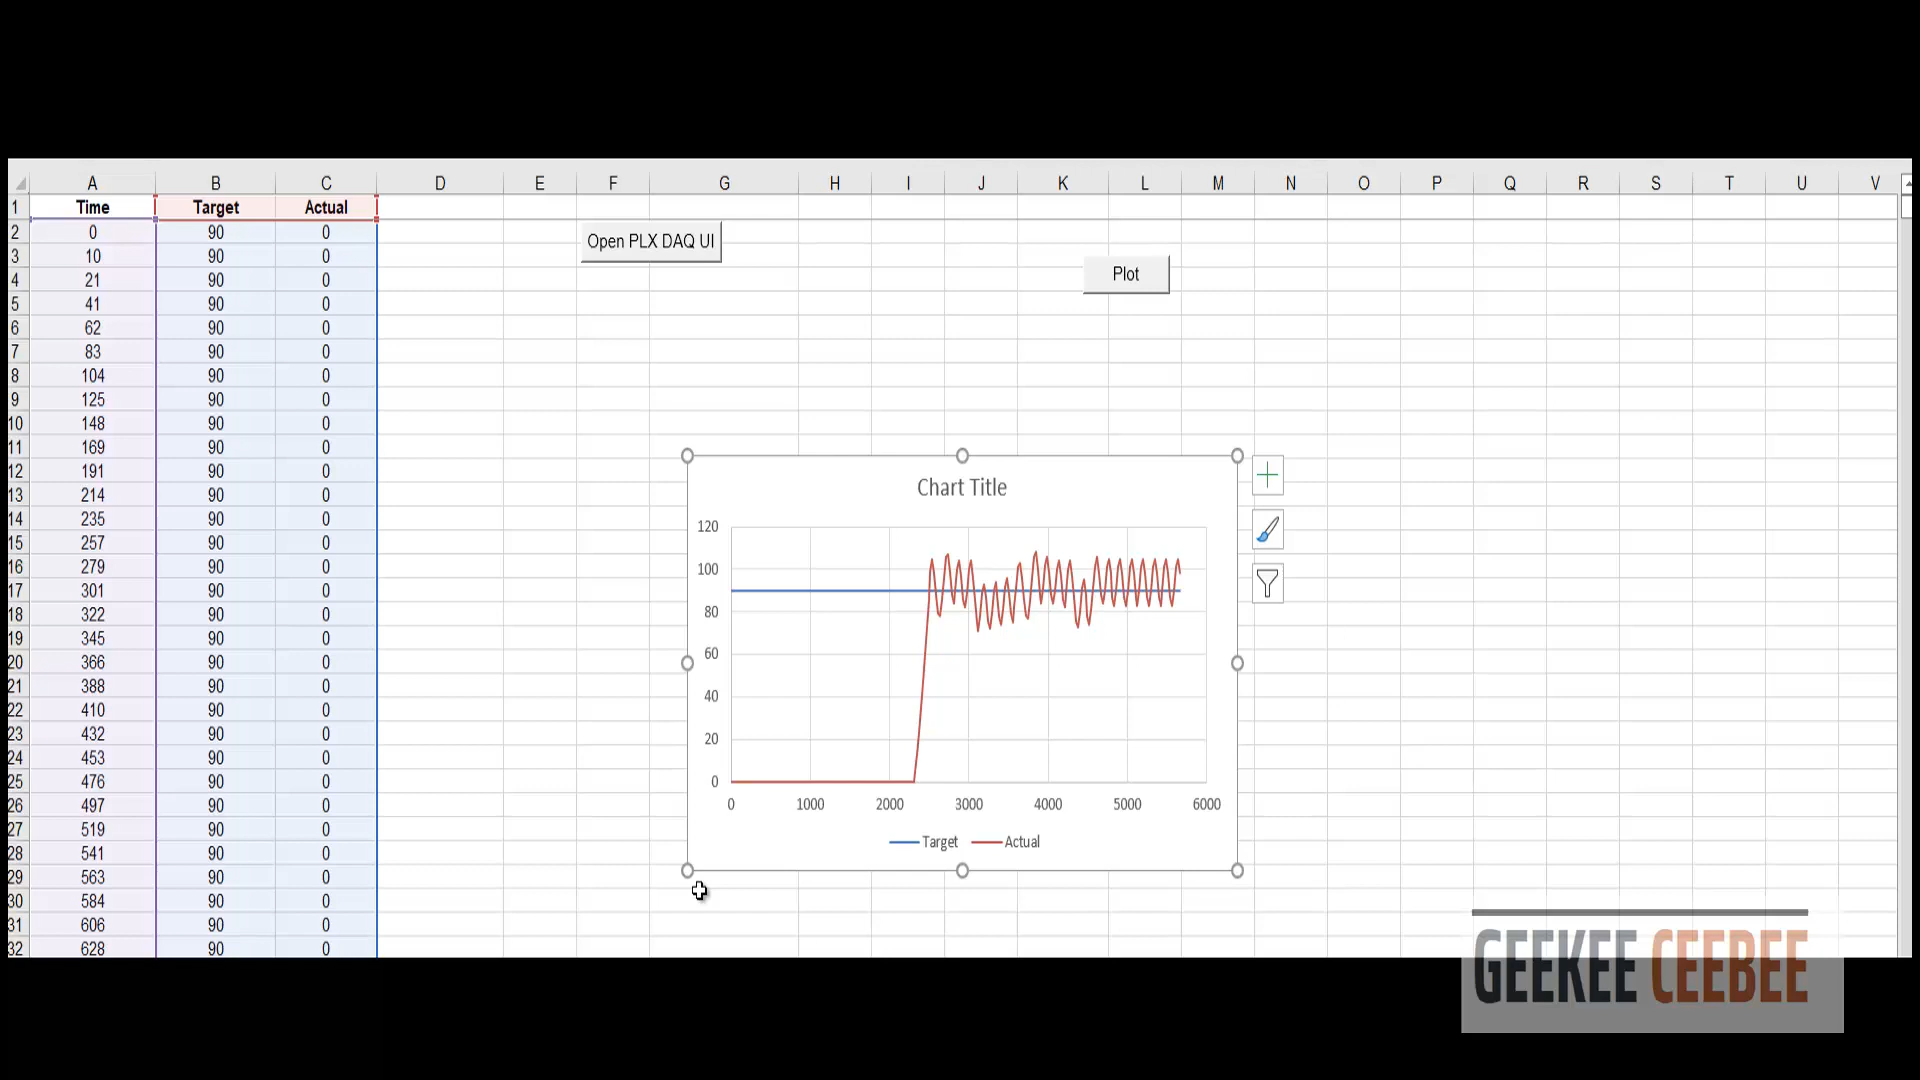 A B C D E F G H I J K L M N O P Q R S T U V
1 Time Target Actual
2 0 90 0
3 10 90 0
4 21 90 0
5 41 90 0
6 62 90 0
7 83 90 0
8 104 90 0
9 125 90 0
10 148 90 0
11 169 90 0
12 191 90 0
13 214 90 0
14 235 90 0
15 257 90 0
16 279 90 0
17 301 90 0
18 322 90 0
19 345 90 0
20 366 90 0
21 388 90 0
22 410 90 0
23 432 90 0
24 453 90 0
25 476 90 0
26 497 90 0
27 519 90 0
28 541 90 0
29 563 90 0
30 584 90 0
31 606 90 0
32 628 90 0
Open PLX DAQ UI
Plot
Chart Title
120
100
80
60
40
20
0
0 1000 2000 3000 4000 5000 6000
Target Actual
GEEKEE CEEBEE